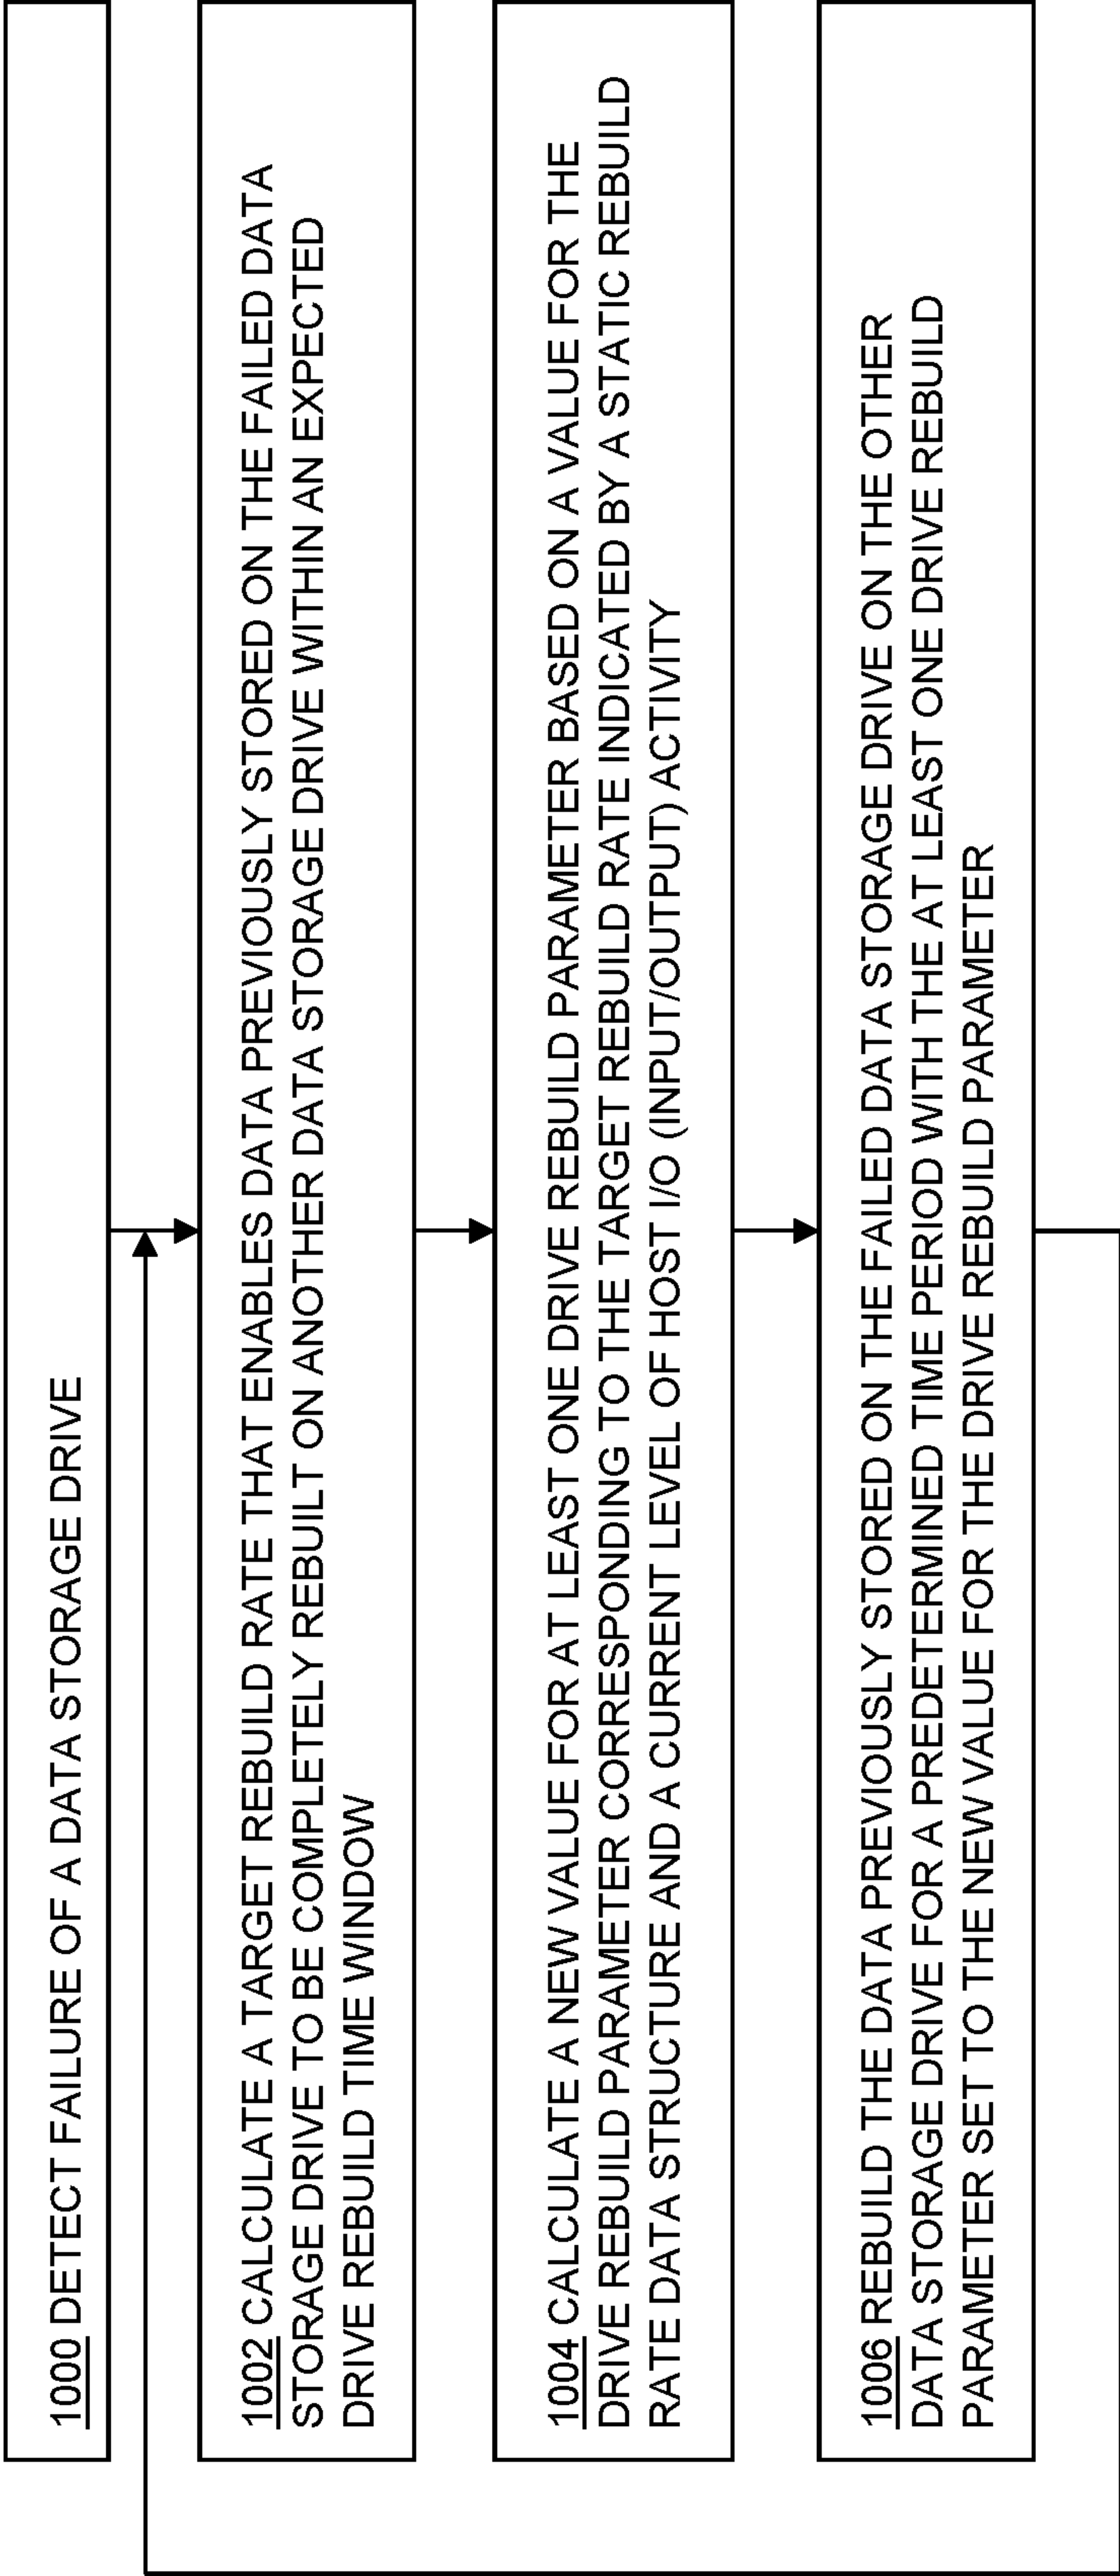 1000 DETECT FAILURE OF A DATA STORAGE DRIVE
1002 CALCULATE A TARGET REBUILD RATE THAT ENABLES DATA PREVIOUSLY STORED ON THE FAILED DATA
STORAGE DRIVE TO BE COMPLETELY REBUILT ON ANOTHER DATA STORAGE DRIVE WITHIN AN EXPECTED
DRIVE REBUILD TIME WINDOW
1004 CALCULATE A NEW VALUE FOR AT LEAST ONE DRIVE REBUILD PARAMETER BASED ON A VALUE FOR THE
DRIVE REBUILD PARAMETER CORRESPONDING TO THE TARGET REBUILD RATE INDICATED BY A STATIC REBUILD
RATE DATA STRUCTURE AND A CURRENT LEVEL OF HOST I/O (INPUT/OUTPUT) ACTIVITY
1006 REBUILD THE DATA PREVIOUSLY STORED ON THE FAILED DATA STORAGE DRIVE ON THE OTHER
DATA STORAGE DRIVE FOR A PREDETERMINED TIME PERIOD WITH THE AT LEAST ONE DRIVE REBUILD
PARAMETER SET TO THE NEW VALUE FOR THE DRIVE REBUILD PARAMETER